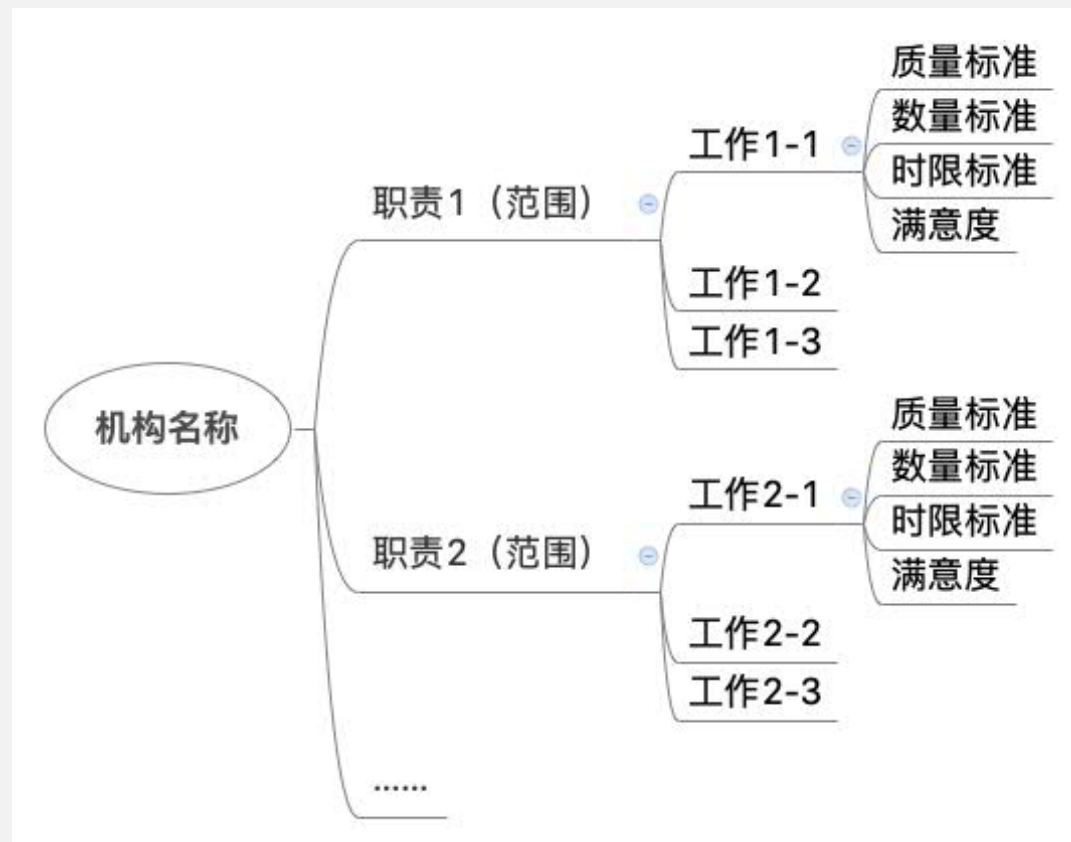 机构名称
职责1（范围）
工作1-1
质量标准
数量标准
时限标准
满意度
工作1-2
工作1-3
职责2（范围）
工作2-1
质量标准
数量标准
时限标准
满意度
工作2-2
工作2-3
......